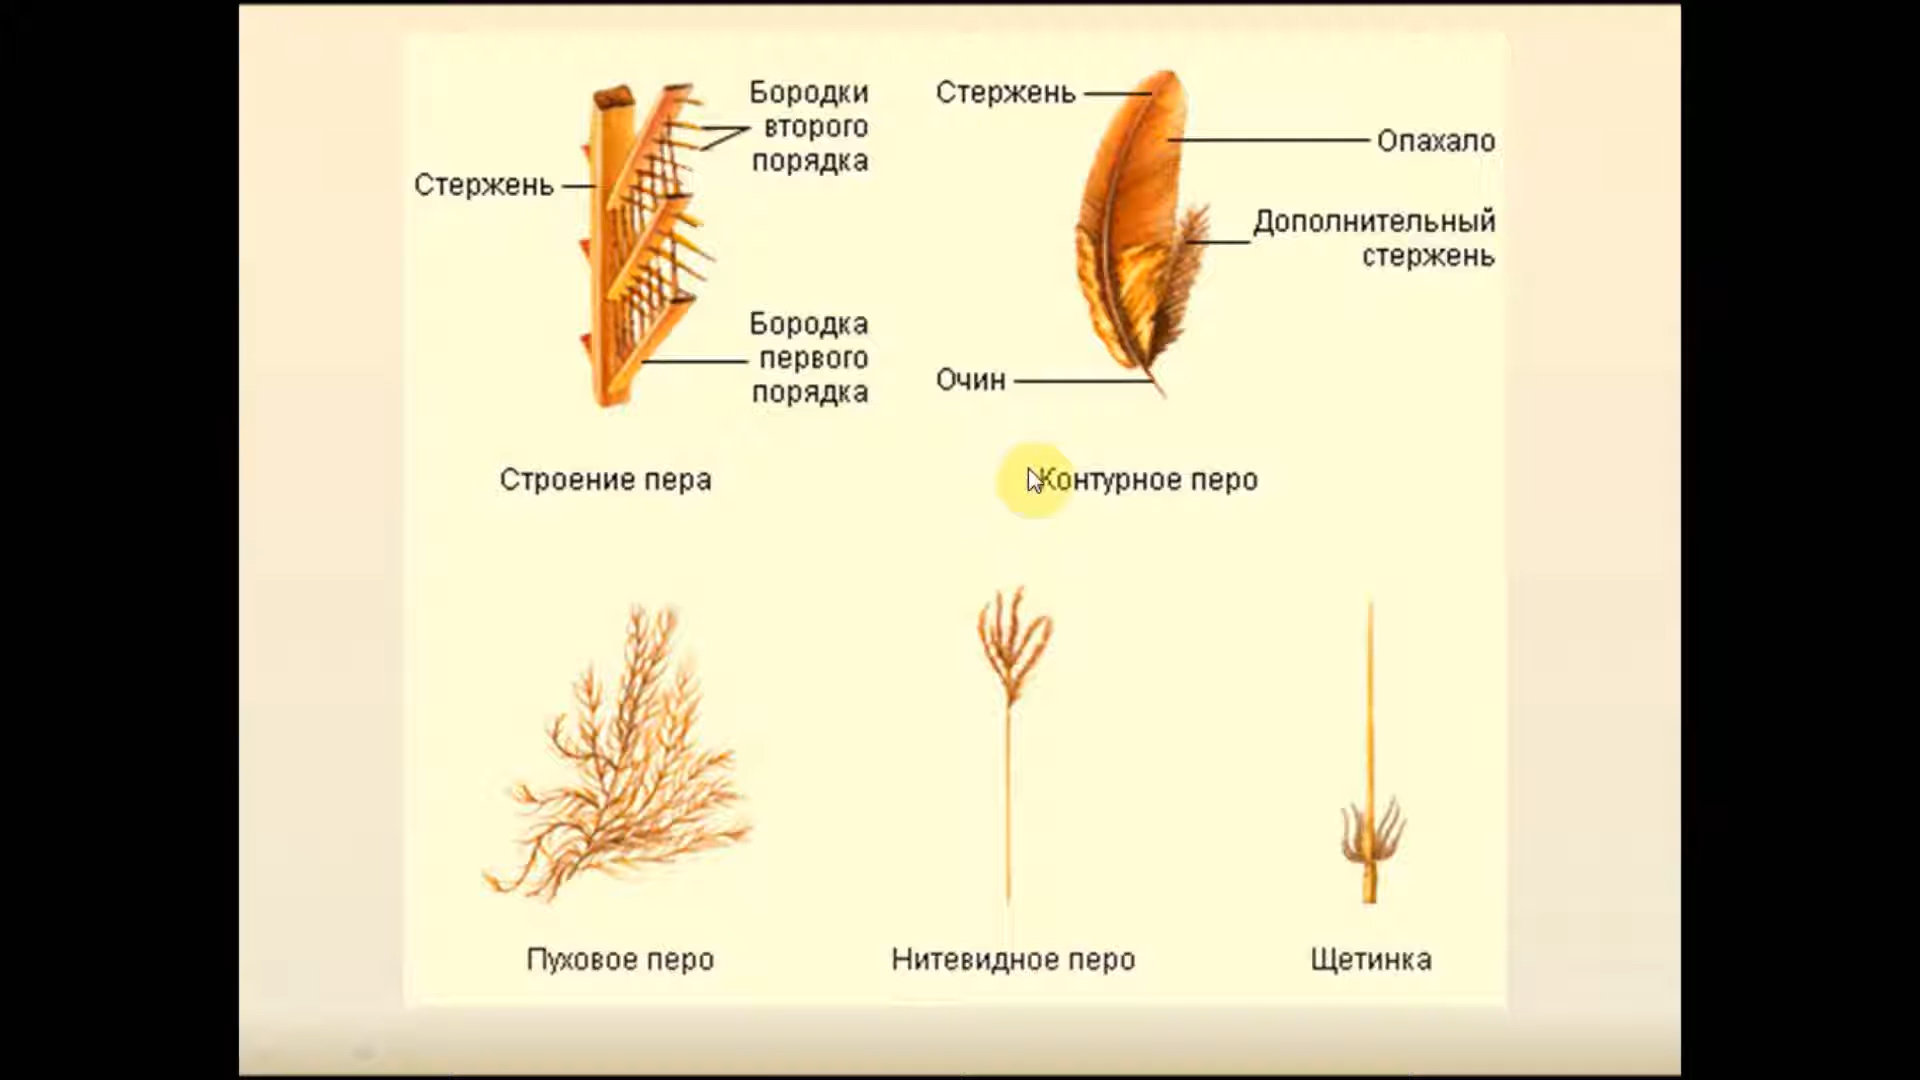 Бородки
второго
порядка
Стержень
Бородка
первого
порядка
Строение пера
Стержень
Опахало
Дополнительный
стержень
Очин
Контурное перо
Пуховое перо
Нитевидное перо
Щетинка